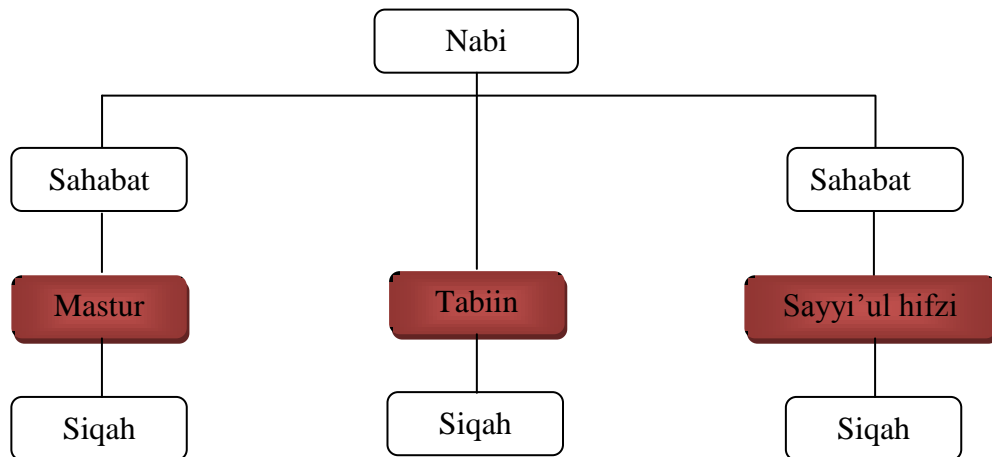 Nabi
Sahabat
Sahabat
Mastur
Tabiin
Sayyi’ul hifzi
Siqah
Siqah
Siqah